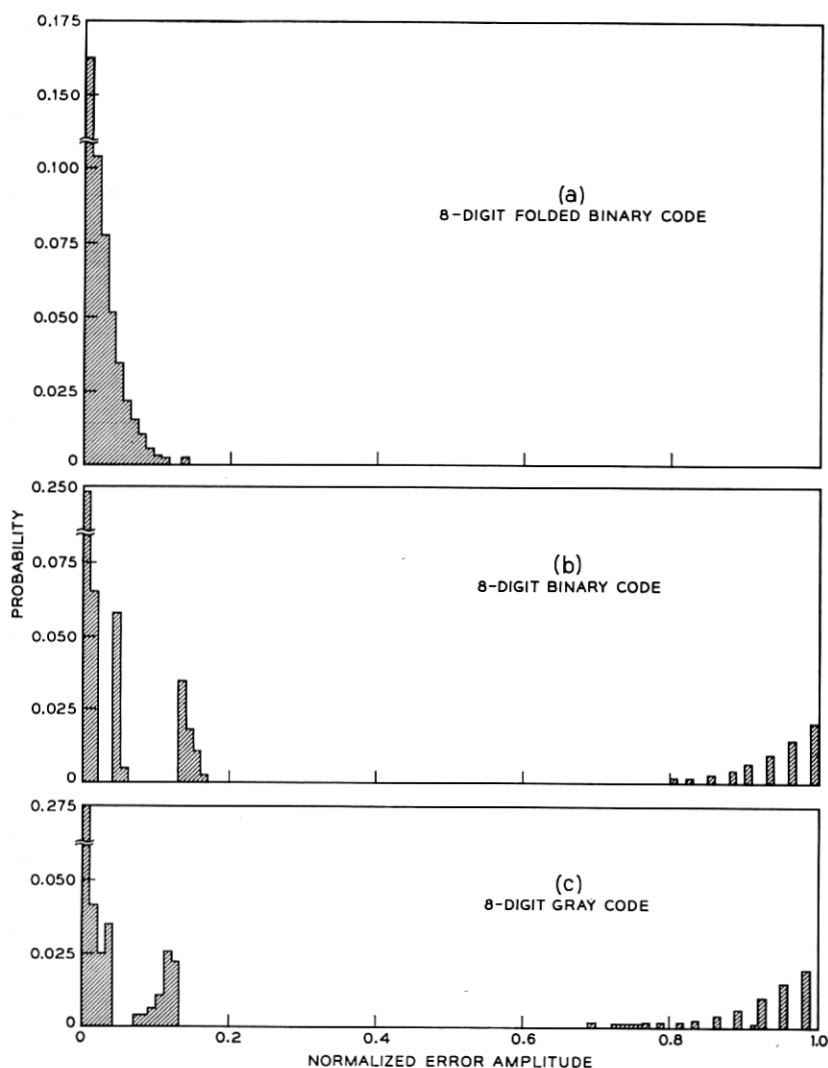 0.175
0.150
0.100
0.075
0.050
0.025
0
(a)
8-DIGIT FOLDED BINARY CODE
PROBABILITY
0.250
0.075
0.050
0.025
0
(b)
8-DIGIT BINARY CODE
0.275
0.050
0.025
0
(c)
8-DIGIT GRAY CODE
0 0.2 0.4 0.6 0.8 1.0
NORMALIZED ERROR AMPLITUDE